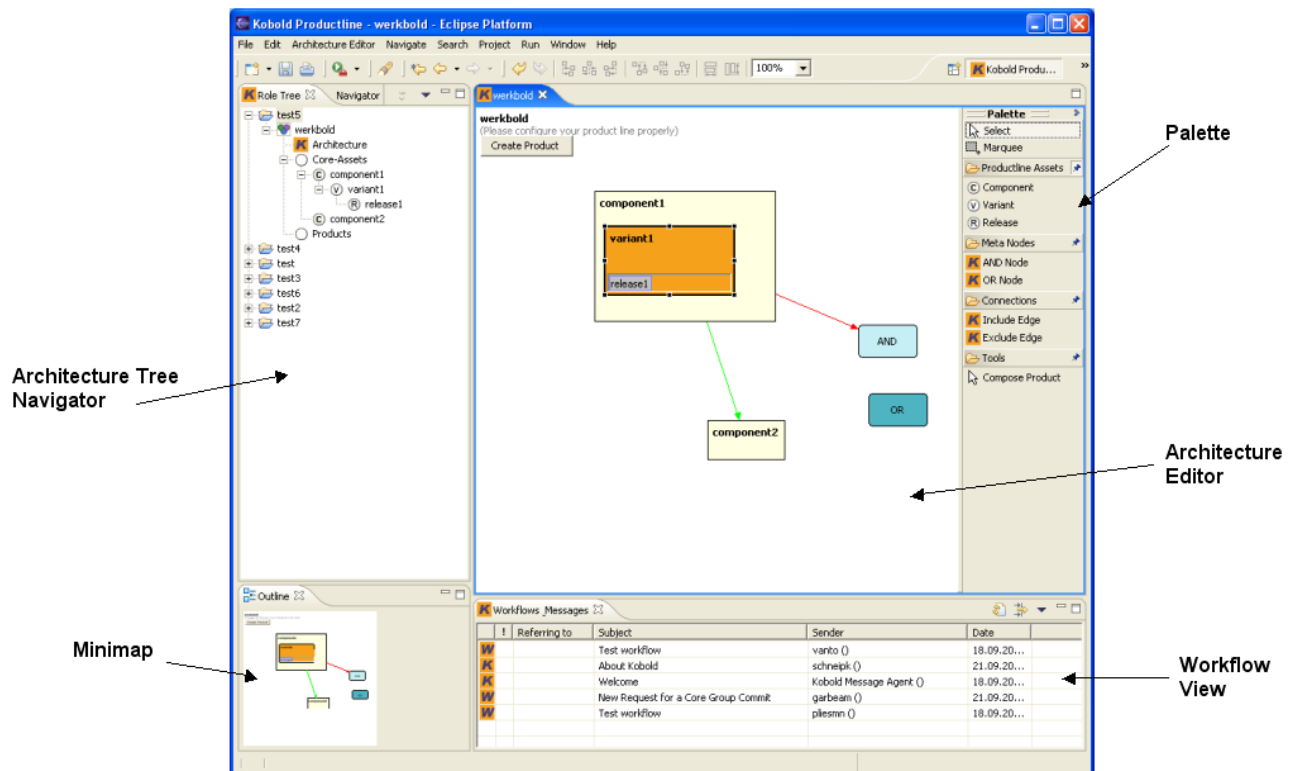 Kobold Productline - werkbold - Eclipse Platform
File Edit Architecture Editor Navigate Search Project Run Window Help
100%
Kobold Produ...
Role Tree
Navigator
test5
werkbold
Architecture
Core-Assets
component1
variant1
release1
component2
Products
test4
test
test3
test6
test2
test7
werkbold
werkbold
(Please configure your product line properly)
Create Product
component1
variant1
release1
AND
OR
component2
Palette
Select
Marquee
Productline Assets
Component
Variant
Release
Meta Nodes
AND Node
OR Node
Connections
Include Edge
Exclude Edge
Tools
Compose Product
Palette
Architecture Tree
Navigator
Architecture
Editor
Outline
Minimap
Workflows_Messages
! Referring to Subject Sender Date
W Test workflow vanto () 18.09.20...
K About Kobold schneipk () 21.09.20...
K Welcome Kobold Message Agent () 18.09.20...
W New Request for a Core Group Commit garbeam () 21.09.20...
W Test workflow pliesmn () 18.09.20...
Workflow
View